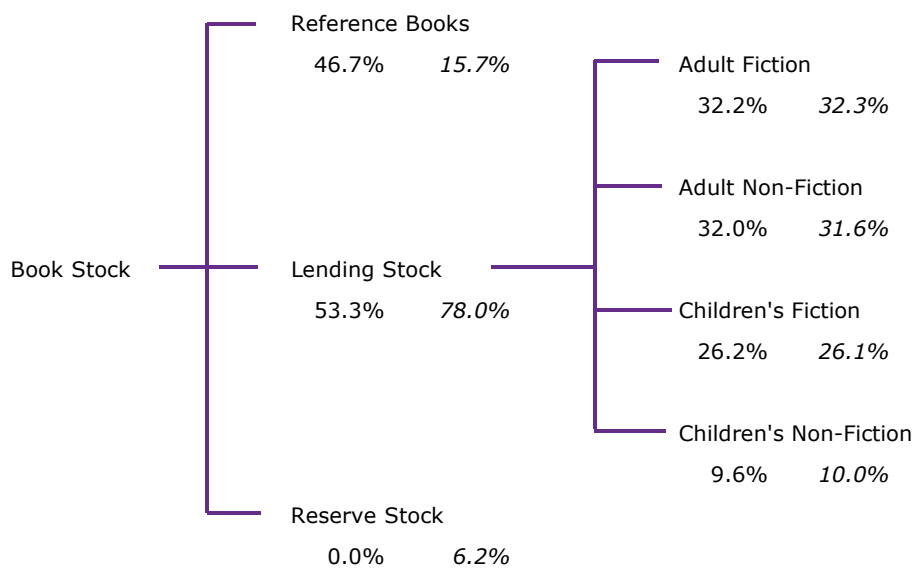 Reference Books
46.7% 15.7%
Adult Fiction
32.2% 32.3%
Adult Non-Fiction
32.0% 31.6%
Book Stock
Lending Stock
53.3% 78.0%
Children's Fiction
26.2% 26.1%
Children's Non-Fiction
9.6% 10.0%
Reserve Stock
0.0% 6.2%